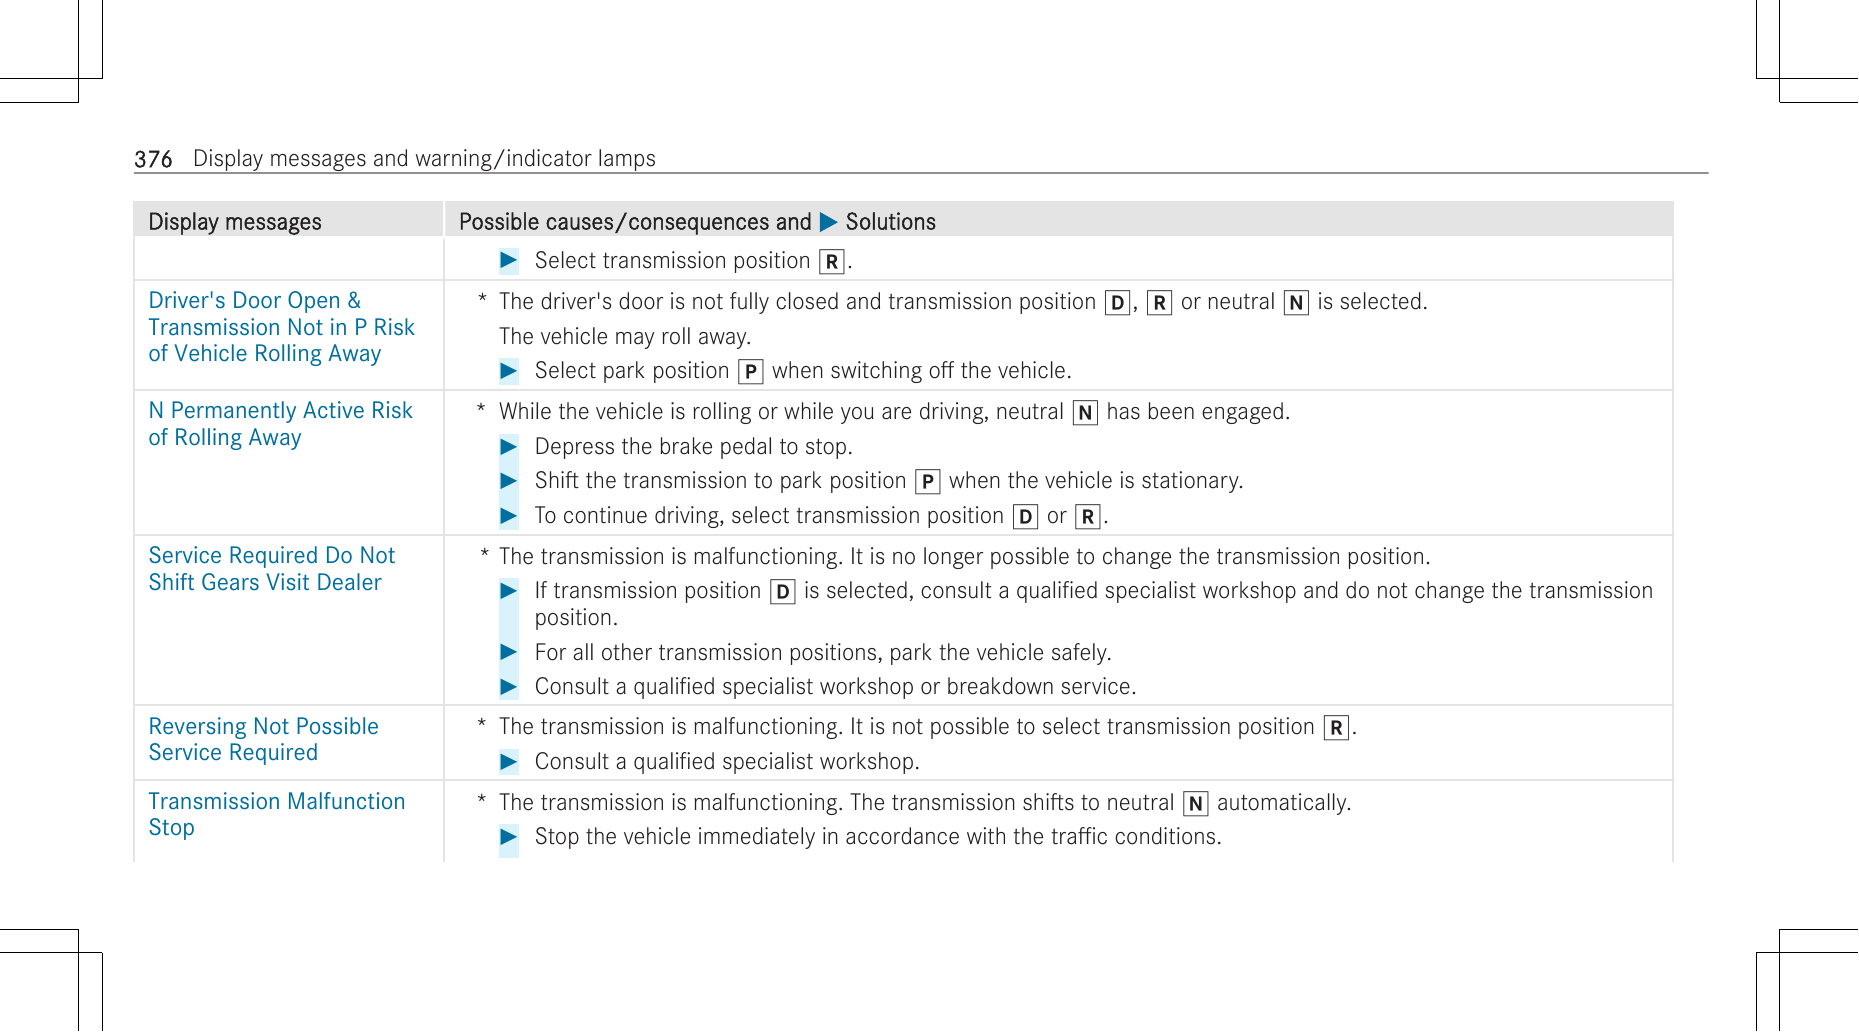 376 Display messages and warning/indicator lamps
Display messages
Possible causes/consequences and ▶ Solutions
▶ Select transmission position R.
Driver's Door Open &
Transmission Not in P Risk
of Vehicle Rolling Away
* The driver's door is not fully closed and transmission position D, R or neutral N is selected.
The vehicle may roll away.
▶ Select park position P when switching off the vehicle.
N Permanently Active Risk
of Rolling Away
* While the vehicle is rolling or while you are driving, neutral N has been engaged.
▶ Depress the brake pedal to stop.
▶ Shift the transmission to park position P when the vehicle is stationary.
▶ To continue driving, select transmission position D or R.
Service Required Do Not
Shift Gears Visit Dealer
* The transmission is malfunctioning. It is no longer possible to change the transmission position.
▶ If transmission position D is selected, consult a qualified specialist workshop and do not change the transmission
position.
▶ For all other transmission positions, park the vehicle safely.
▶ Consult a qualified specialist workshop or breakdown service.
Reversing Not Possible
Service Required
* The transmission is malfunctioning. It is not possible to select transmission position R.
▶ Consult a qualified specialist workshop.
Transmission Malfunction
Stop
* The transmission is malfunctioning. The transmission shifts to neutral N automatically.
▶ Stop the vehicle immediately in accordance with the traffic conditions.